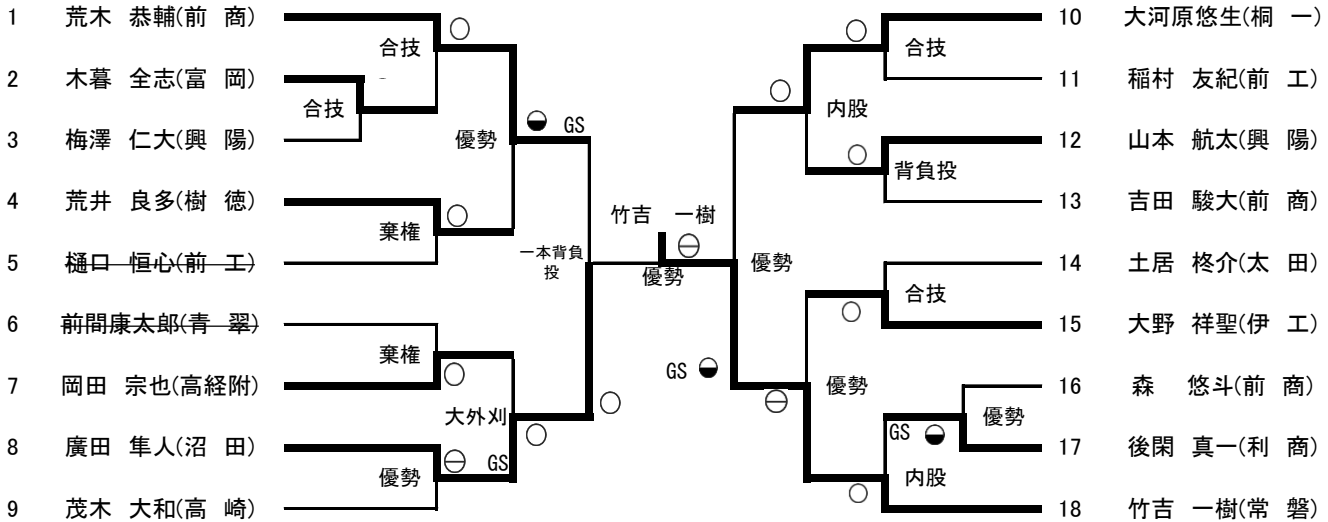 1 荒木 恭輔(前 商)
合技
2 木暮 全志(富 岡)
合技
3 梅澤 仁大(興 陽)
優勢
GS
4 荒井 良多(樹 徳)
棄権
5 樋口 恒心(前 工)
一本背負
投
6 前間康太郎(青 翠)
棄権
7 岡田 宗也(高経附)
大外刈
8 廣田 隼人(沼 田)
GS
優勢
9 茂木 大和(高 崎)
竹吉 一樹
優勢
10 大河原悠生(桐 一)
合技
11 稲村 友紀(前 工)
内股
12 山本 航太(興 陽)
背負投
13 吉田 駿大(前 商)
優勢
14 土居 柊介(太 田)
合技
15 大野 祥聖(伊 工)
GS
優勢
16 森 悠斗(前 商)
優勢
GS
17 後閑 真一(利 商)
内股
18 竹吉 一樹(常 磐)